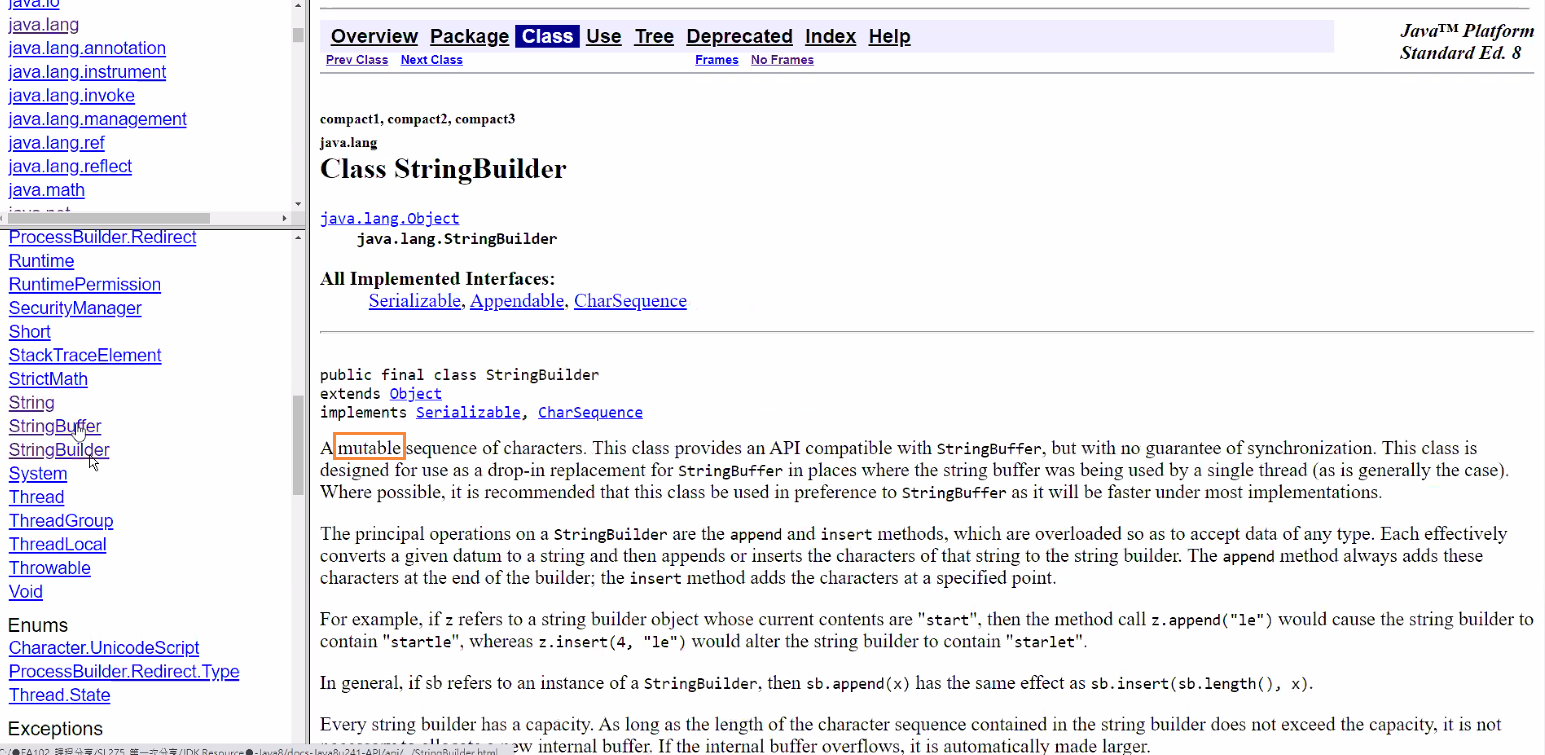 java.io
java.lang
java.lang.annotation
java.lang.instrument
java.lang.invoke
java.lang.management
java.lang.ref
java.lang.reflect
java.math
ProcessBuilder.Redirect
Runtime
RuntimePermission
SecurityManager
Short
StackTraceElement
StrictMath
String
StringBuffer
StringBuilder
System
Thread
ThreadGroup
ThreadLocal
Throwable
Void
Enums
Character.UnicodeScript
ProcessBuilder.Redirect.Type
Thread.State
Exceptions
Overview Package Class Use Tree Deprecated Index Help
Java™ Platform
Standard Ed. 8
Prev Class Next Class Frames No Frames
compact1, compact2, compact3
java.lang
Class StringBuilder
java.lang.Object
java.lang.StringBuilder
All Implemented Interfaces:
Serializable, Appendable, CharSequence
public final class StringBuilder
extends Object
implements Serializable, CharSequence
A mutable sequence of characters. This class provides an API compatible with StringBuffer, but with no guarantee of synchronization. This class is
designed for use as a drop-in replacement for StringBuffer in places where the string buffer was being used by a single thread (as is generally the case).
Where possible, it is recommended that this class be used in preference to StringBuffer as it will be faster under most implementations.
The principal operations on a StringBuilder are the append and insert methods, which are overloaded so as to accept data of any type. Each effectively
converts a given datum to a string and then appends or inserts the characters of that string to the string builder. The append method always adds these
characters at the end of the builder; the insert method adds the characters at a specified point.
For example, if z refers to a string builder object whose current contents are "start", then the method call z.append("le") would cause the string builder to
contain "startle", whereas z.insert(4, "le") would alter the string builder to contain "starlet".
In general, if sb refers to an instance of a StringBuilder, then sb.append(x) has the same effect as sb.insert(sb.length(), x).
Every string builder has a capacity. As long as the length of the character sequence contained in the string builder does not exceed the capacity, it is not
new internal buffer. If the internal buffer overflows, it is automatically made larger.